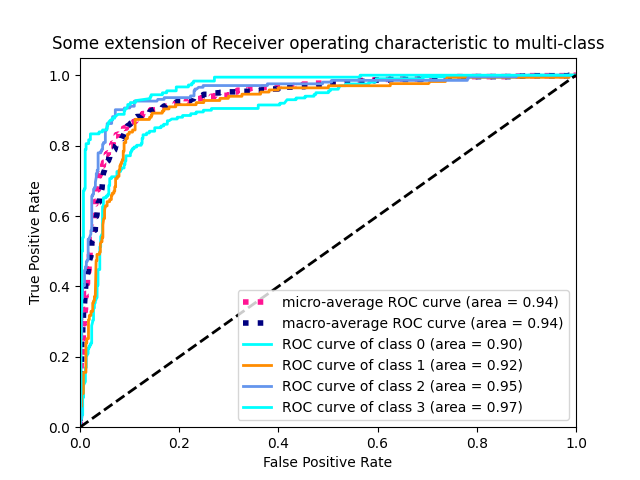 Some extension of Receiver operating characteristic to multi-class
1.0
0.8
0.6
0.4
0.2
0.0
True Positive Rate
micro-average ROC curve (area = 0.94)
macro-average ROC curve (area = 0.94)
ROC curve of class 0 (area = 0.90)
ROC curve of class 1 (area = 0.92)
ROC curve of class 2 (area = 0.95)
ROC curve of class 3 (area = 0.97)
0.0 0.2 0.4 0.6 0.8 1.0
False Positive Rate